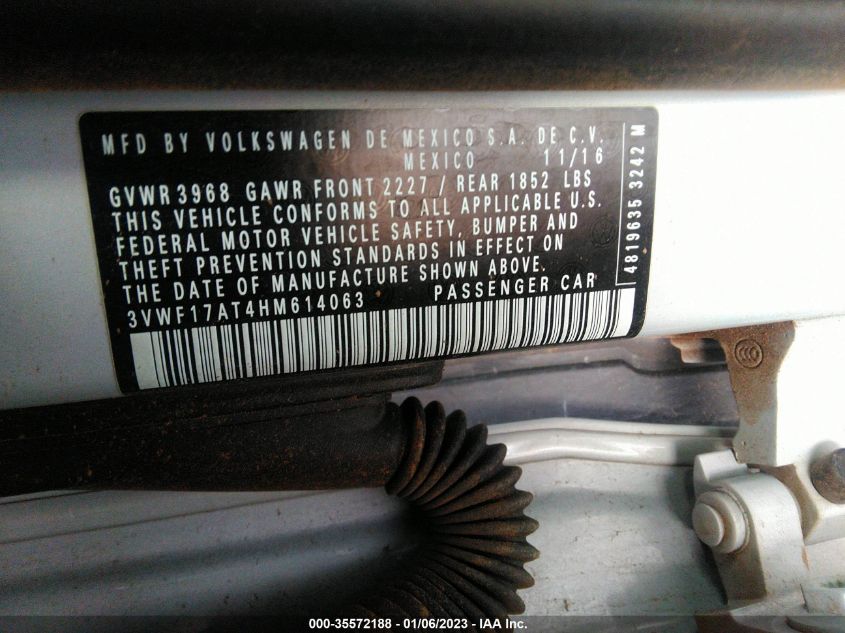 MFD BY VOLKSWAGEN DE MEXICO S.A. DE C.V.
MEXICO 11/16
GVWR 3968 GAWR FRONT 2227 / REAR 1852 LBS
THIS VEHICLE CONFORMS TO ALL APPLICABLE U.S.
FEDERAL MOTOR VEHICLE SAFETY, BUMPER AND
THEFT PREVENTION STANDARDS IN EFFECT ON
THE DATE OF MANUFACTURE SHOWN ABOVE.
3VWF17AT4HM614063 PASSENGER CAR
4819635 3242 M
000-35572188 - 01/06/2023 - IAA Inc.